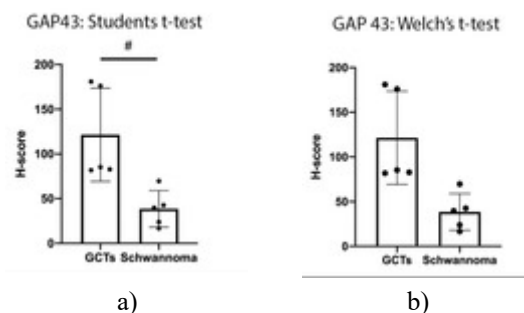 GAP43: Students t-test
GAP 43: Welch's t-test
#
200
150
100
50
0
H-score
GCTs Schwannoma
200
150
100
50
0
H-score
GCTs Schwannoma
a)
b)